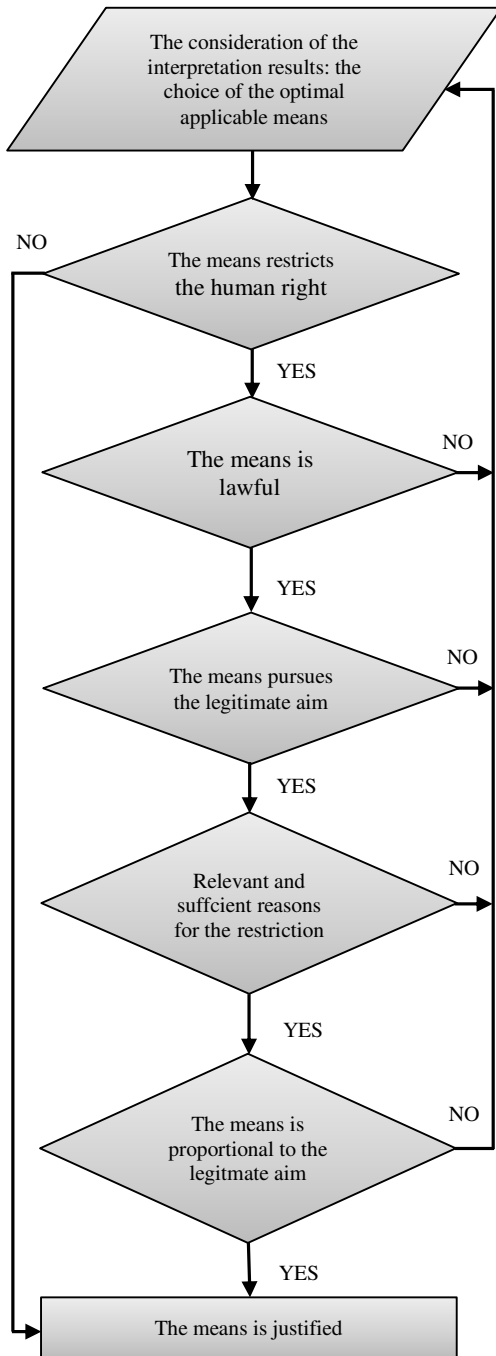 The consideration of the
interpretation results: the
choice of the optimal
applicable means
NO
The means restricts
the human right
YES
The means is
lawful
NO
YES
The means pursues
the legitimate aim
NO
YES
Relevant and
suffcient reasons
for the restriction
NO
YES
The means is
proportional to the
legitmate aim
NO
YES
The means is justified